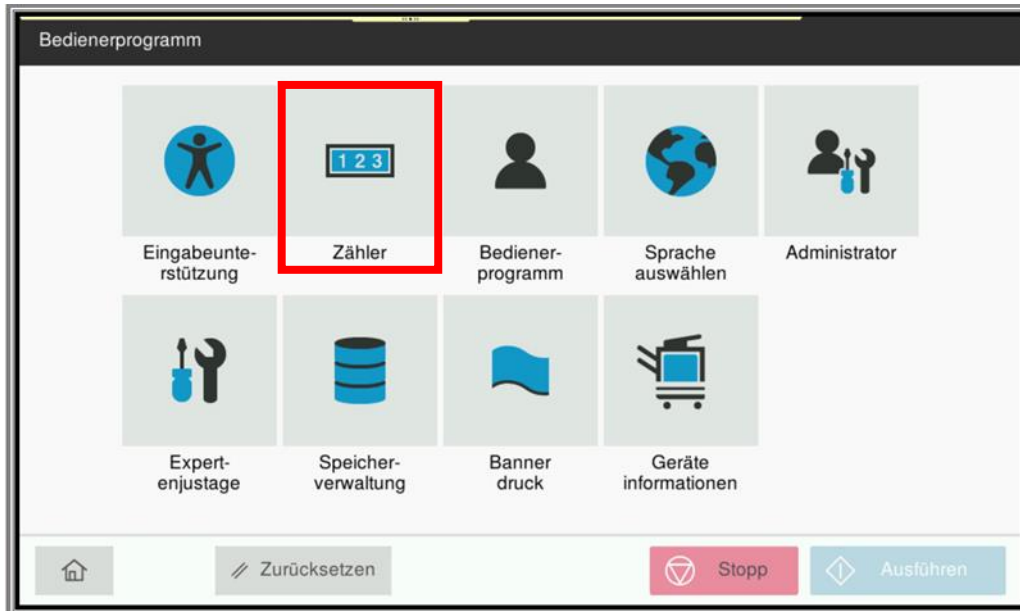 Bedienerprogramm
1 2 3
Eingabeunte-
rstützung
Zähler
Bediener-
programm
Sprache
auswählen
Administrator
Expert-
enjustage
Speicher-
verwaltung
Banner
druck
Geräte
informationen
Zurücksetzen
Stopp
Ausführen